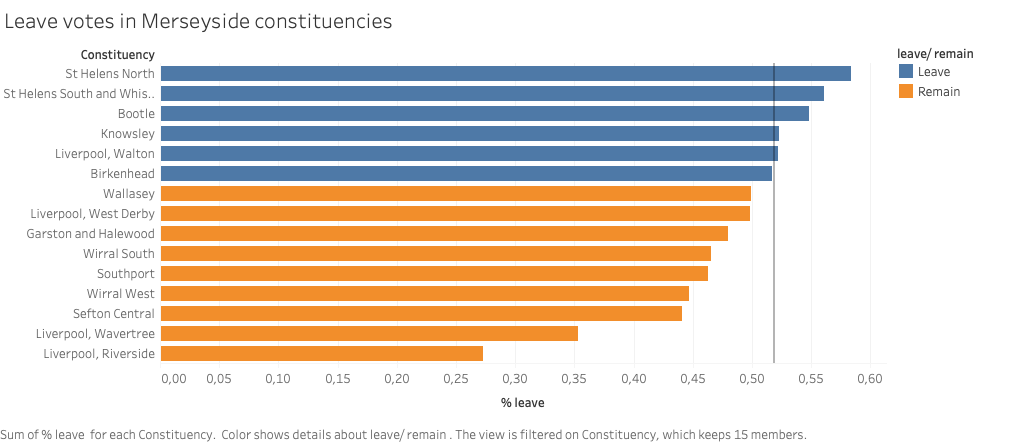 Leave votes in Merseyside constituencies
Constituency
leave/ remain
St Helens North
Leave
St Helens South and Whis..
Remain
Bootle
Knowsley
Liverpool, Walton
Birkenhead
Wallasey
Liverpool, West Derby
Garston and Halewood
Wirral South
Southport
Wirral West
Sefton Central
Liverpool, Wavertree
Liverpool, Riverside
0,00 0,05 0,10 0,15 0,20 0,25 0,30 0,35 0,40 0,45 0,50 0,55 0,60
% leave
Sum of % leave for each Constituency. Color shows details about leave/ remain . The view is filtered on Constituency, which keeps 15 members.